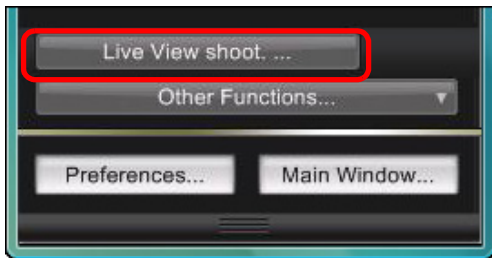 Live View shoot. ...
Other Functions...
Preferences... Main Window...